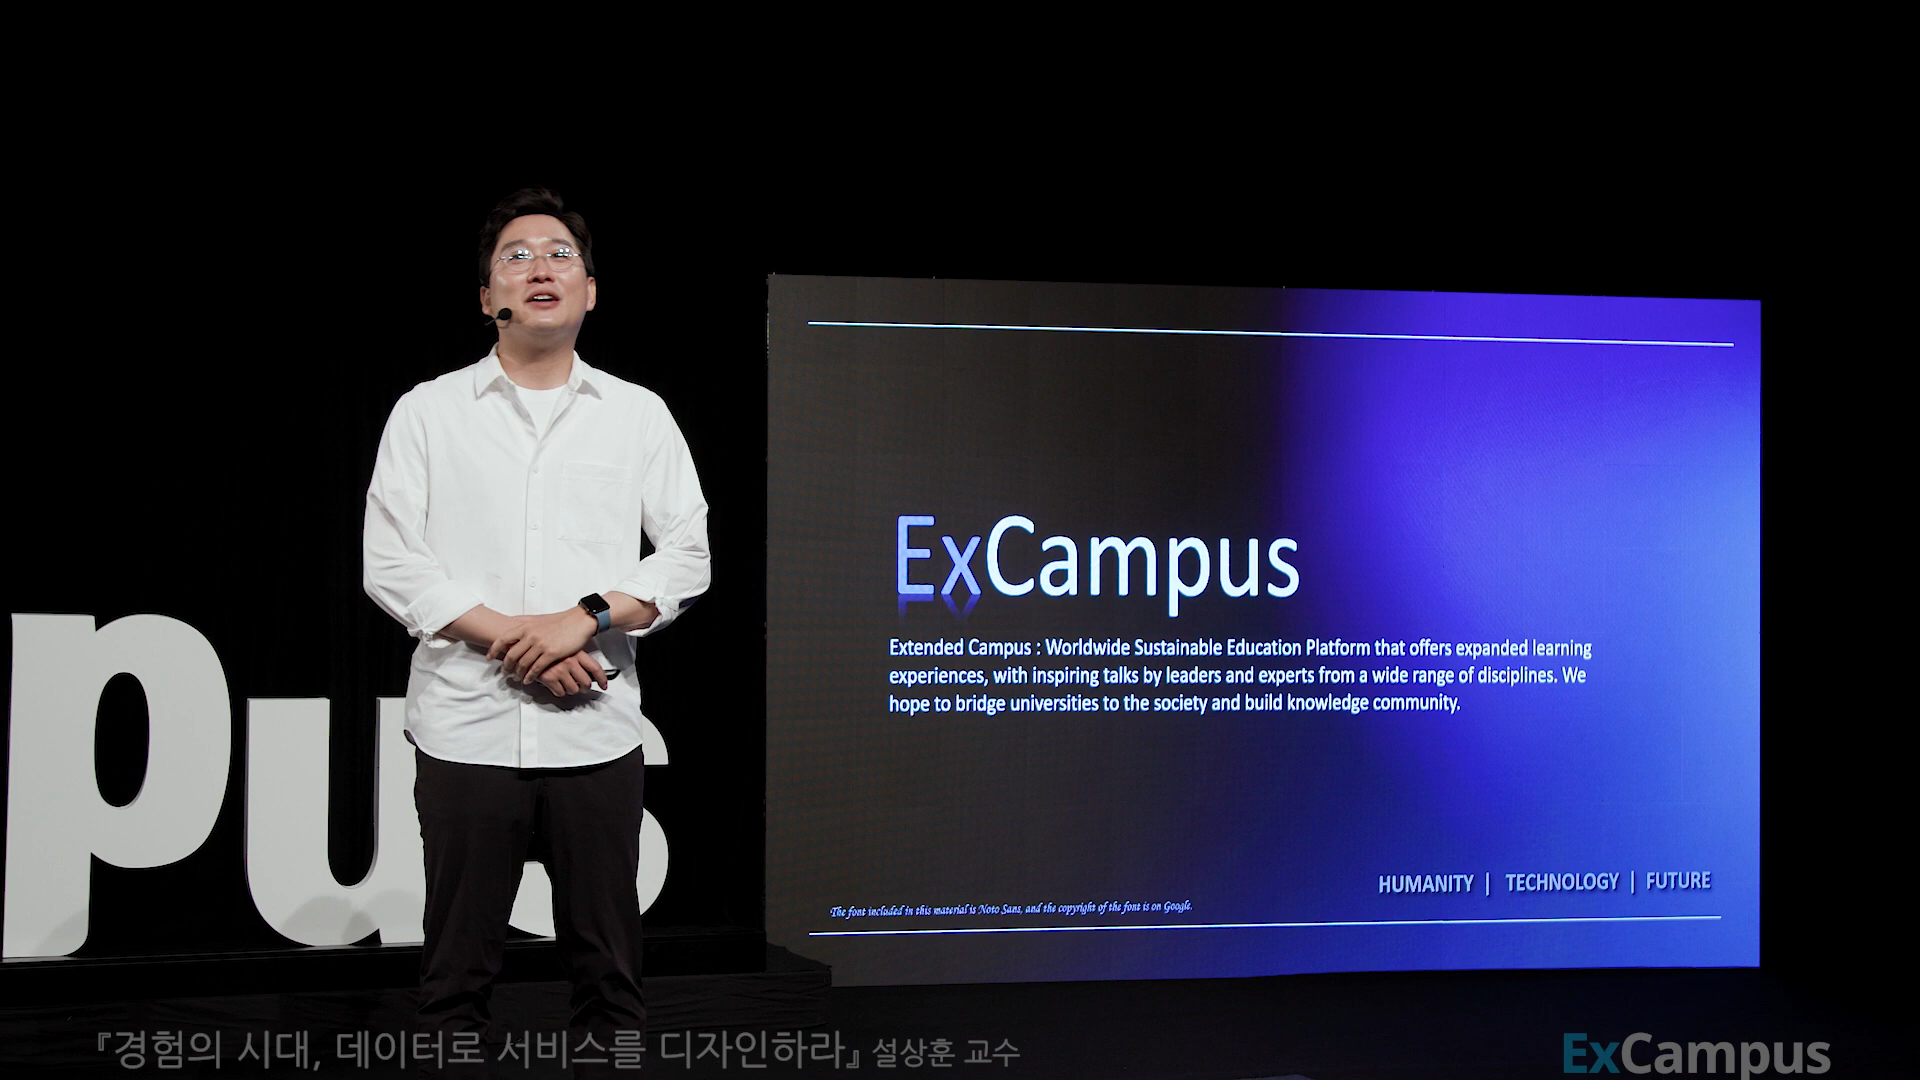 ExCampus
Extended Campus : Worldwide Sustainable Education Platform that offers expanded learning
experiences, with inspiring talks by leaders and experts from a wide range of disciplines. We
hope to bridge universities to the society and build knowledge community.
HUMANITY | TECHNOLOGY | FUTURE
The font included in this material is Noto Sans, and the copyright of the font is on Google.
pus
『경험의 시대, 데이터로 서비스를 디자인하라』 설상훈 교수
ExCampus